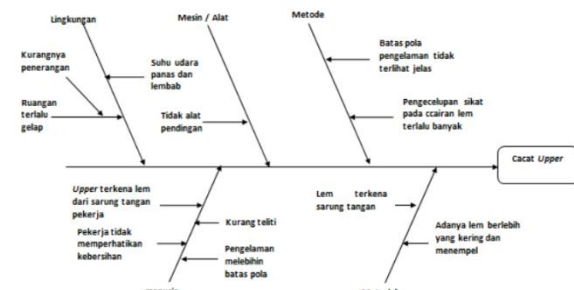 Lingkungan
Mesin / Alat
Metode
Kurangnya
penerangan
Suhu udara
panas dan
lembab
Ruangan
terlalu
gelap
Tidak alat
pendingan
Batas pola
pengelaman tidak
terlihat jelas
Pengecelupan sikat
pada ccairan lem
terlalu banyak
Cacat Upper
Upper terkena lem
dari sarung tangan
pekerja
Kurang teliti
Pekerja tidak
memperhatikan
kebersihan
Pengelaman
melebihin
batas pola
Lem terkena
sarung tangan
Adanya lem berlebih
yang kering dan
menempel